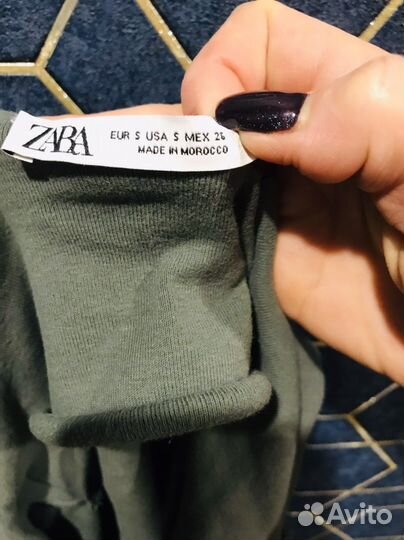 ZARA
EUR S USA S MEX 26
MADE IN MOROCCO
Avito